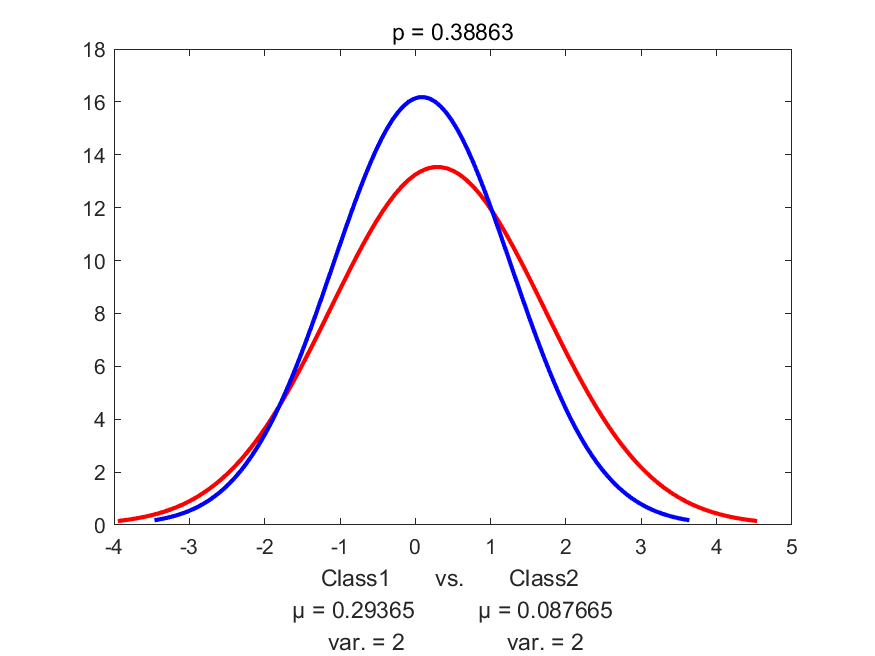 p = 0.38863
18
16
14
12
10
8
6
4
2
0
-4 -3 -2 -1 0 1 2 3 4 5
Class1 vs. Class2
μ = 0.29365 μ = 0.087665
var. = 2 var. = 2